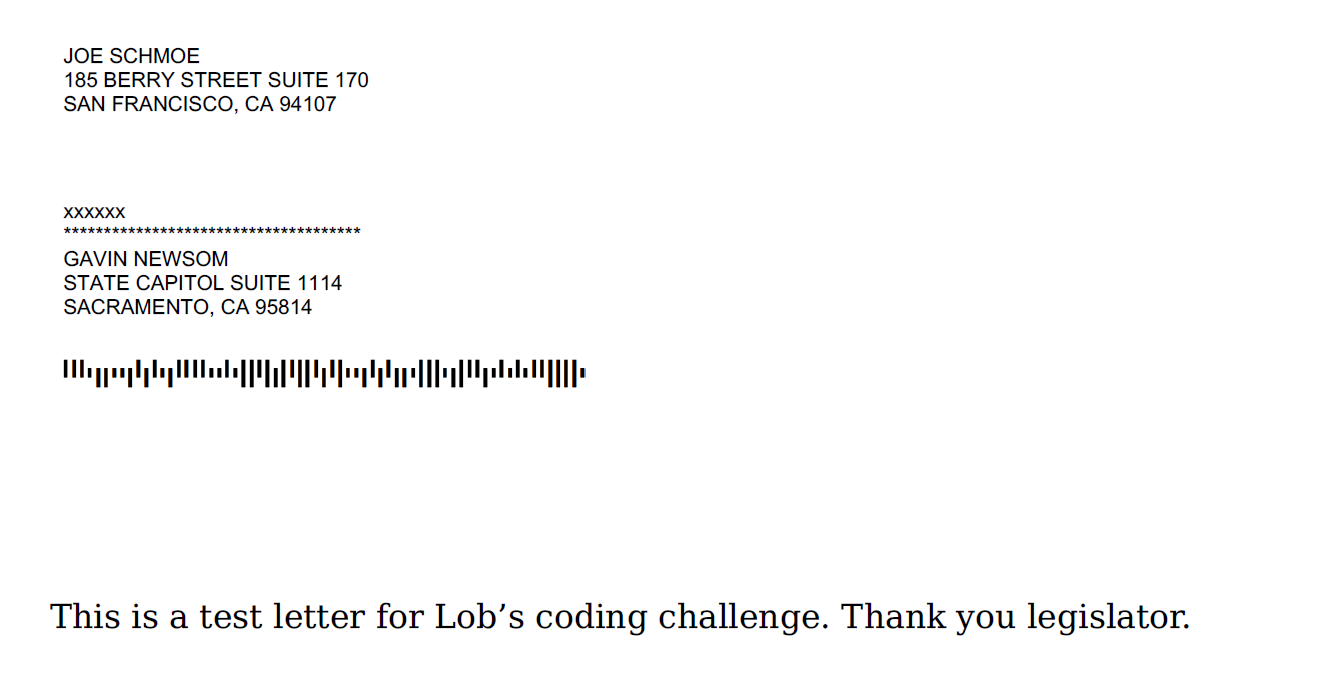 JOE SCHMOE
185 BERRY STREET SUITE 170
SAN FRANCISCO, CA 94107
xxxxxx
*************************************
GAVIN NEWSOM
STATE CAPITOL SUITE 1114
SACRAMENTO, CA 95814
This is a test letter for Lob’s coding challenge. Thank you legislator.